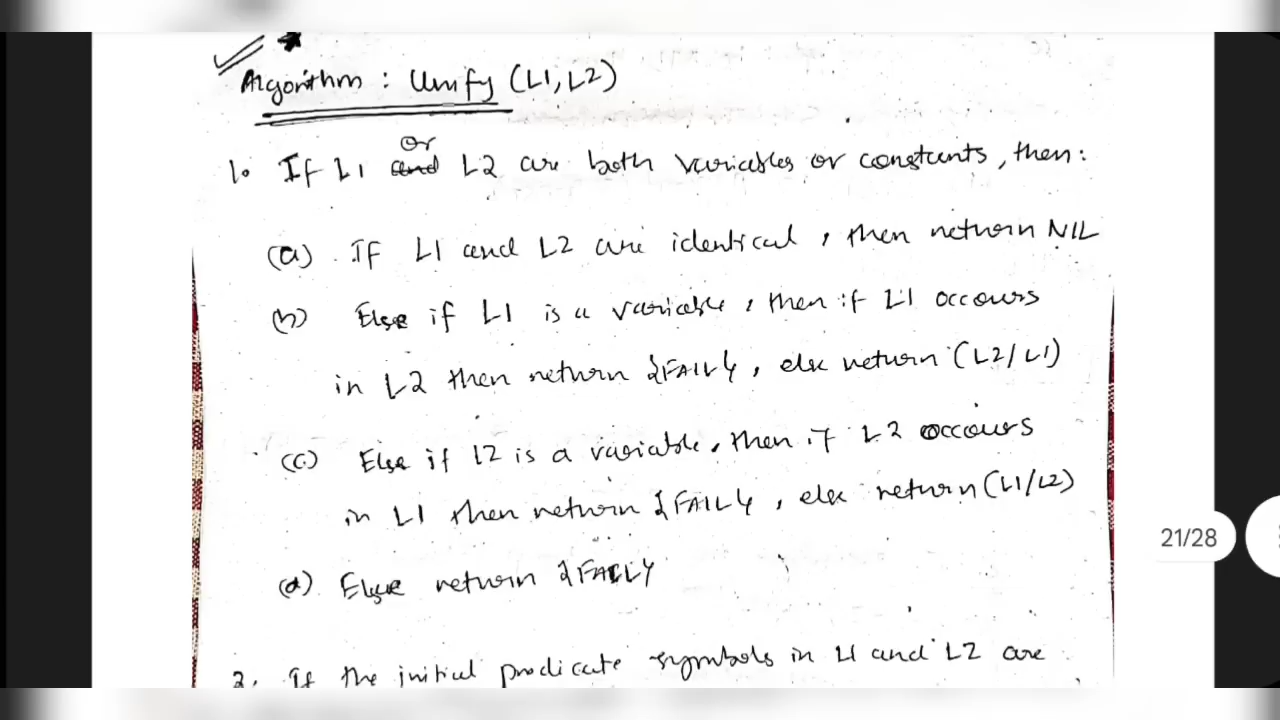 Algorithm : Unify (L1, L2)
or
1. If L1 and L2 are both variables or constants, then:
(a) If L1 and L2 are identical, then return NIL
(b) Else if L1 is a variable, then if L1 occours
in L2 then return {FAIL}, else return (L2/L1)
(c) Else if L2 is a variable, then if L2 occours
in L1 then return {FAIL}, else return (L1/L2)
(d) Else return {FAIL}
21/28
2. If the initial predicate symbols in L1 and L2 are